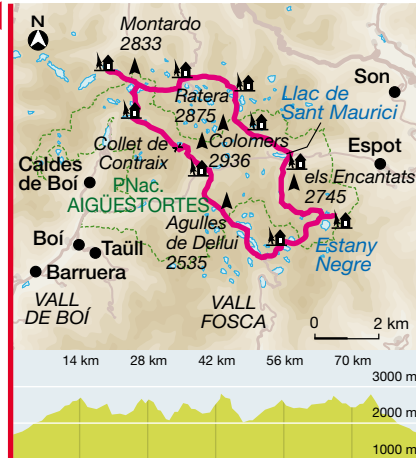 N
Montardo
2833
Ratera
2875
Son
Llac de
Sant Maurici
Colomers
2936
Collet de
Contraix
Espot
els Encantats
2745
Caldes
de Boí
PNac.
AIGÜESTORTES
Agulles
de Dellui
2535
Estany
Negre
Boí
Taüll
Barruera
VALL
DE BOÍ
VALL
FOSCA
0 2 km
14 km 28 km 42 km 56 km 70 km
3000 m
2000 m
1000 m